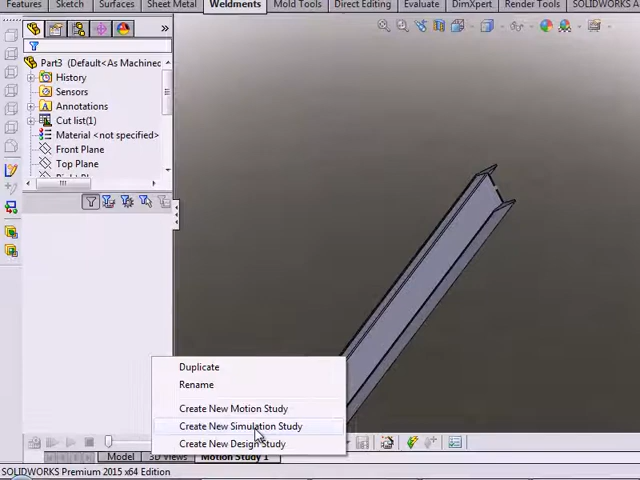 Features Sketch Surfaces Sheet Metal Weldments Mold Tools Direct Editing Evaluate DimXpert Render Tools SOLIDWORKS A
Part3 (Default<As Machined
History
Sensors
Annotations
Cut list(1)
Material <not specified>
Front Plane
Top Plane
Duplicate
Rename
Create New Motion Study
Create New Simulation Study
Create New Design Study
Model 3D Views Motion Study 1
SOLIDWORKS Premium 2015 x64 Edition